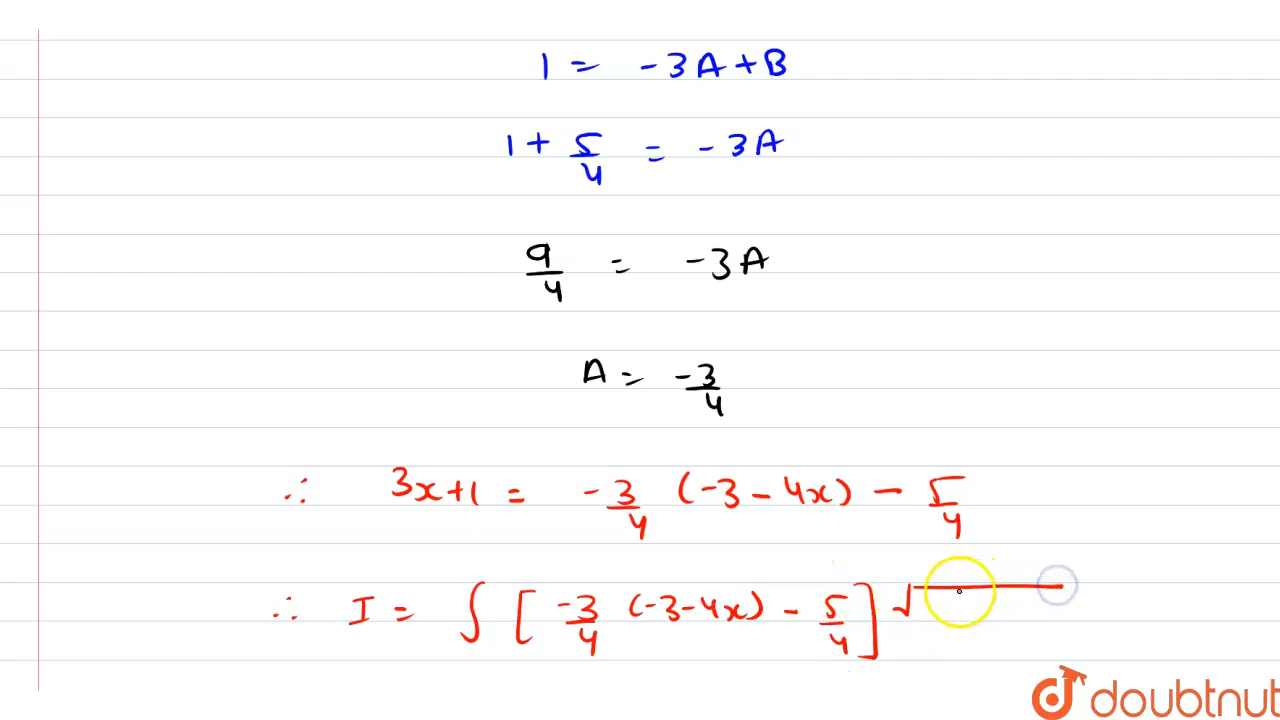 1 = -3A+B
1 + 5/4 = -3A
9/4 = -3A
A = -3/4
∴ 3x+1 = -3/4 (-3-4x) - 5/4
∴ I = ∫ [ -3/4 (-3-4x) - 5/4 ] √
doubtnut